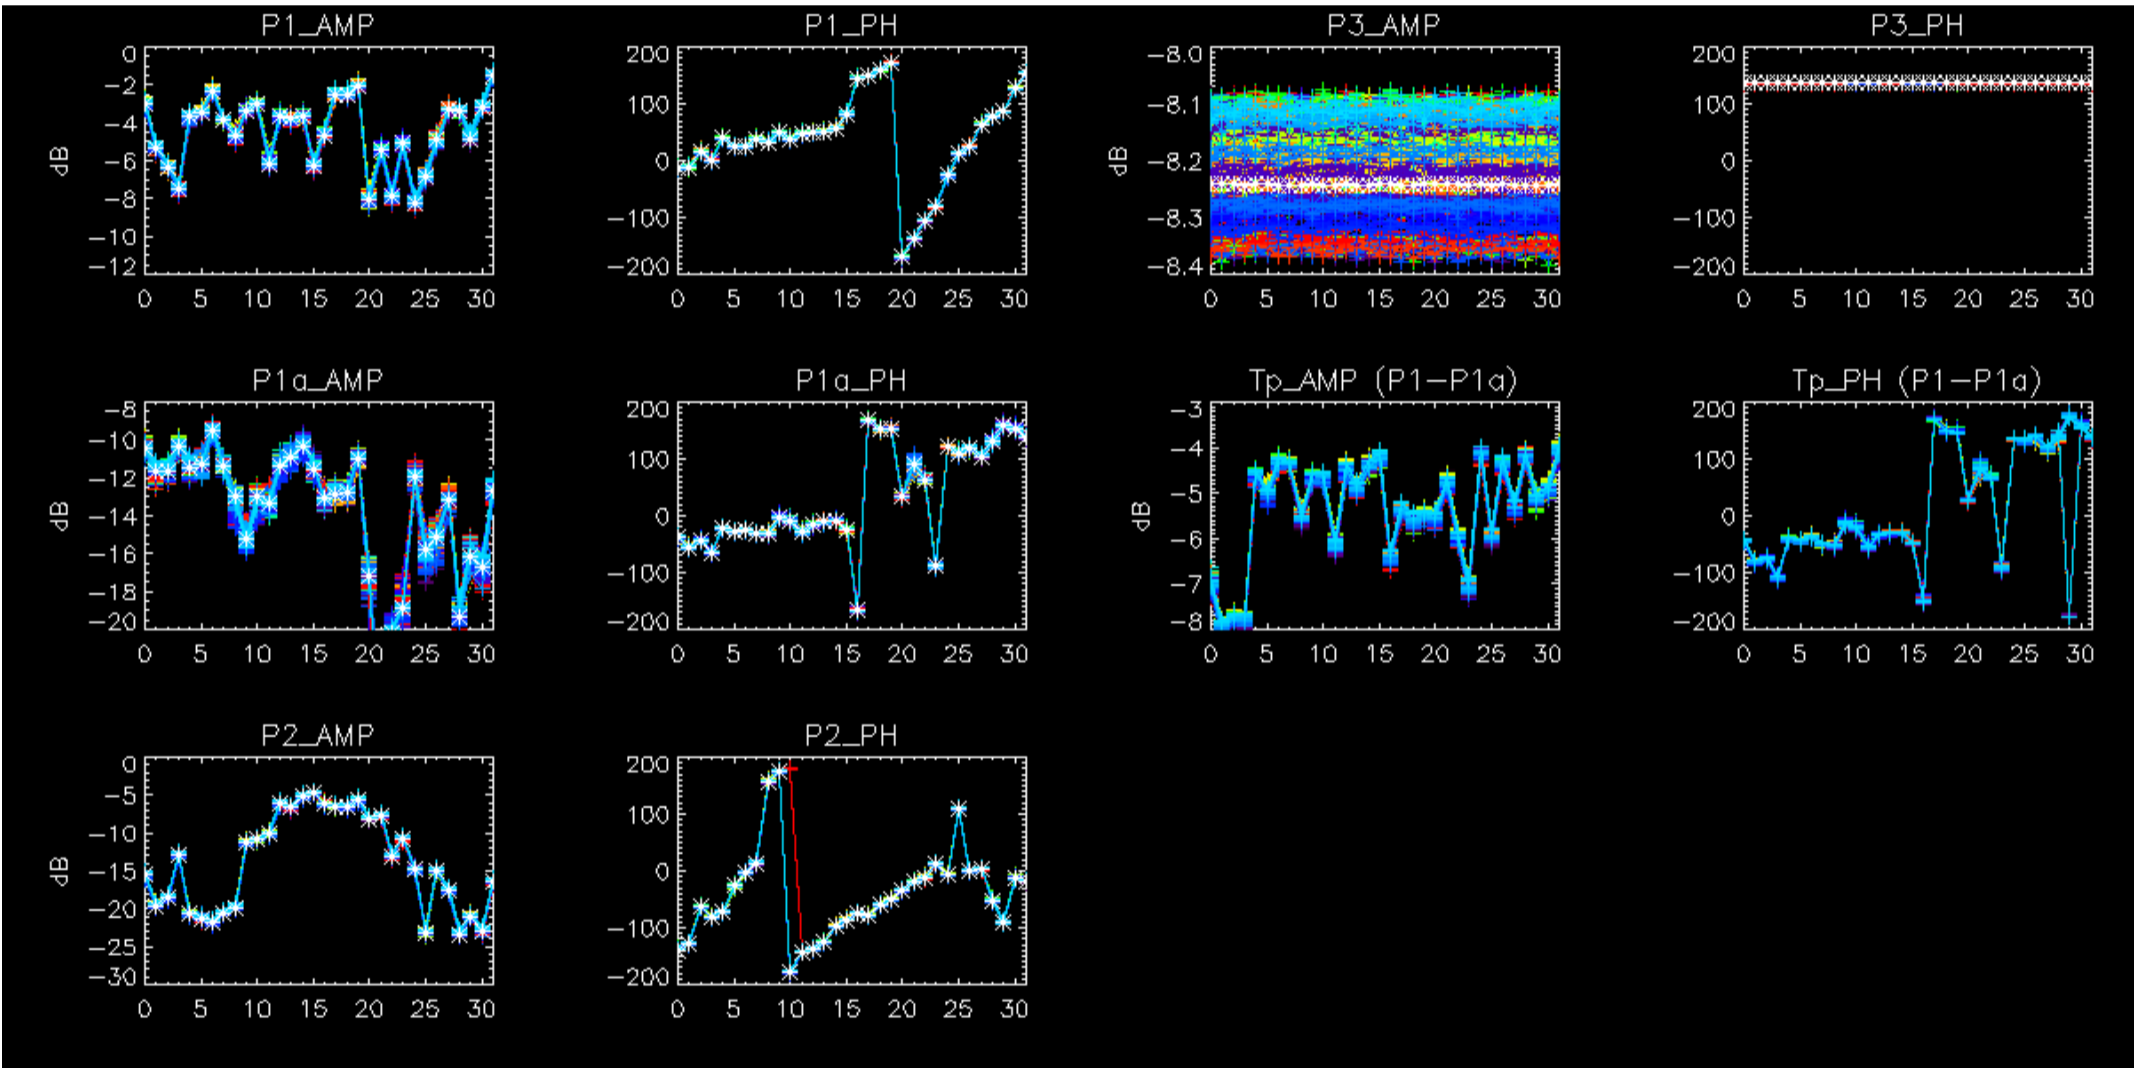 P1_AMP
0
-2
-4
-6
-8
-10
-12
dB
0 5 10 15 20 25 30
P1_PH
200
100
0
-100
-200
0 5 10 15 20 25 30
P3_AMP
-8.0
-8.1
-8.2
-8.3
-8.4
dB
0 5 10 15 20 25 30
P3_PH
200
100
0
-100
-200
0 5 10 15 20 25 30
P1a_AMP
-8
-10
-12
-14
-16
-18
-20
dB
0 5 10 15 20 25 30
P1a_PH
200
100
0
-100
-200
0 5 10 15 20 25 30
Tp_AMP (P1-P1a)
-3
-4
-5
-6
-7
-8
dB
0 5 10 15 20 25 30
Tp_PH (P1-P1a)
200
100
0
-100
-200
0 5 10 15 20 25 30
P2_AMP
0
-5
-10
-15
-20
-25
-30
dB
0 5 10 15 20 25 30
P2_PH
200
100
0
-100
-200
0 5 10 15 20 25 30